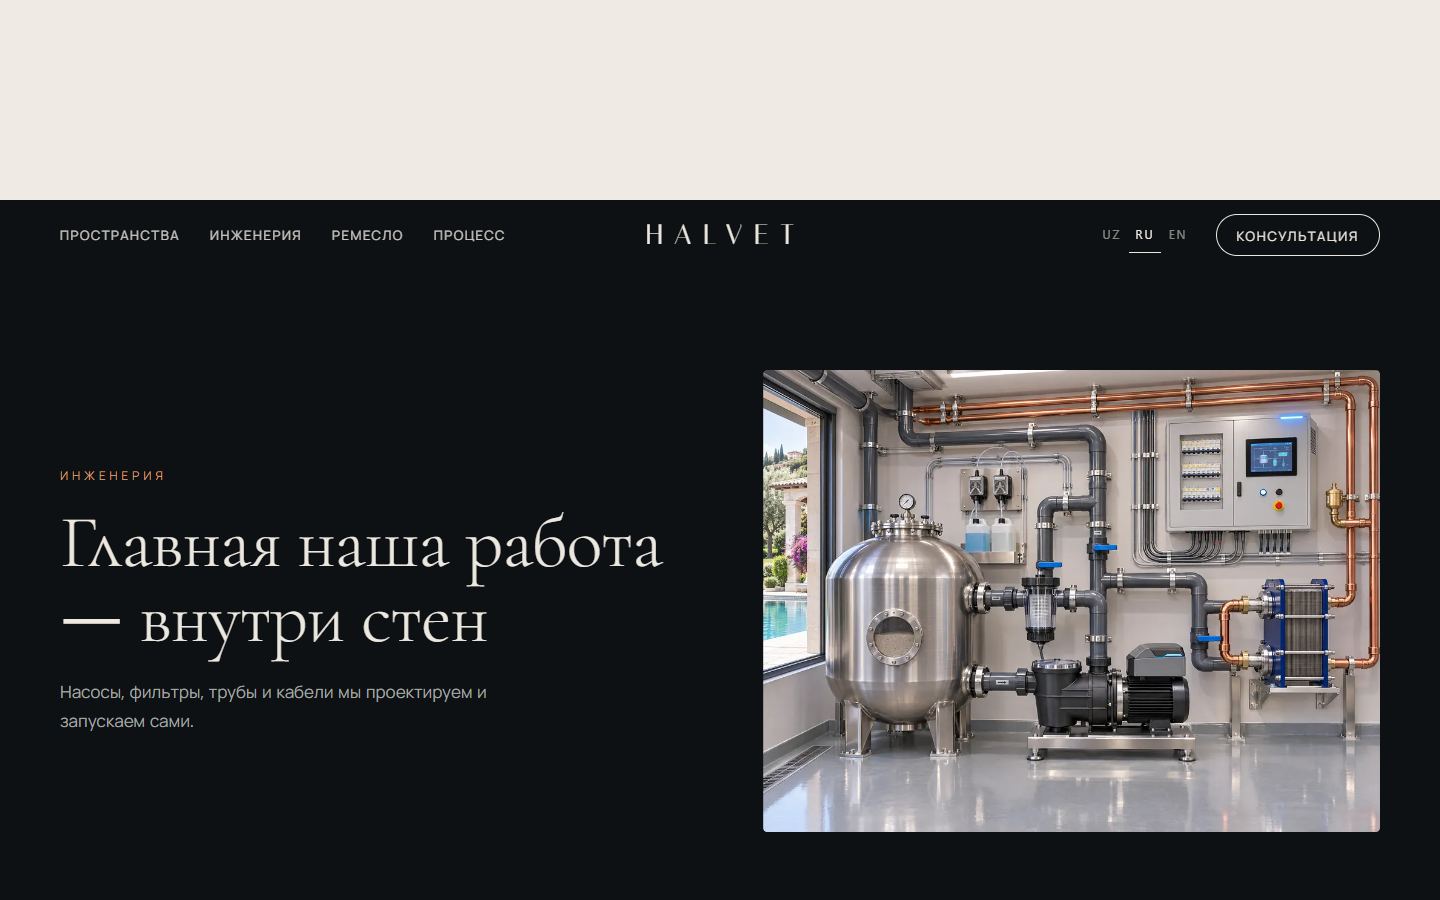 ПРОСТРАНСТВА ИНЖЕНЕРИЯ РЕМЕСЛО ПРОЦЕСС HALVET UZ RU EN КОНСУЛЬТАЦИЯ
ИНЖЕНЕРИЯ
Главная наша работа
— внутри стен
Насосы, фильтры, трубы и кабели мы проектируем и
запускаем сами.